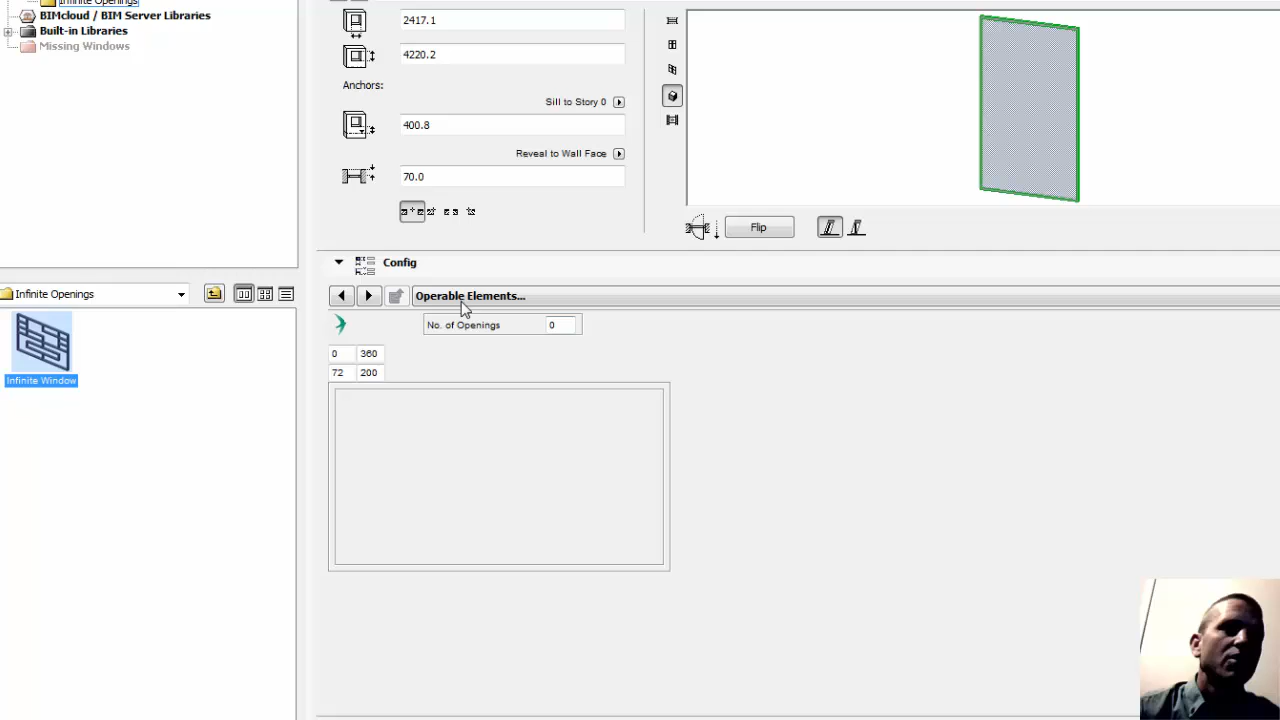 Infinite Openings
BIMcloud / BIM Server Libraries
Built-in Libraries
Missing Windows
2417.1
4220.2
Anchors:
Sill to Story 0
400.8
Reveal to Wall Face
70.0
Flip
Config
Infinite Openings
Operable Elements...
No. of Openings 0
0 360
72 200
Infinite Window